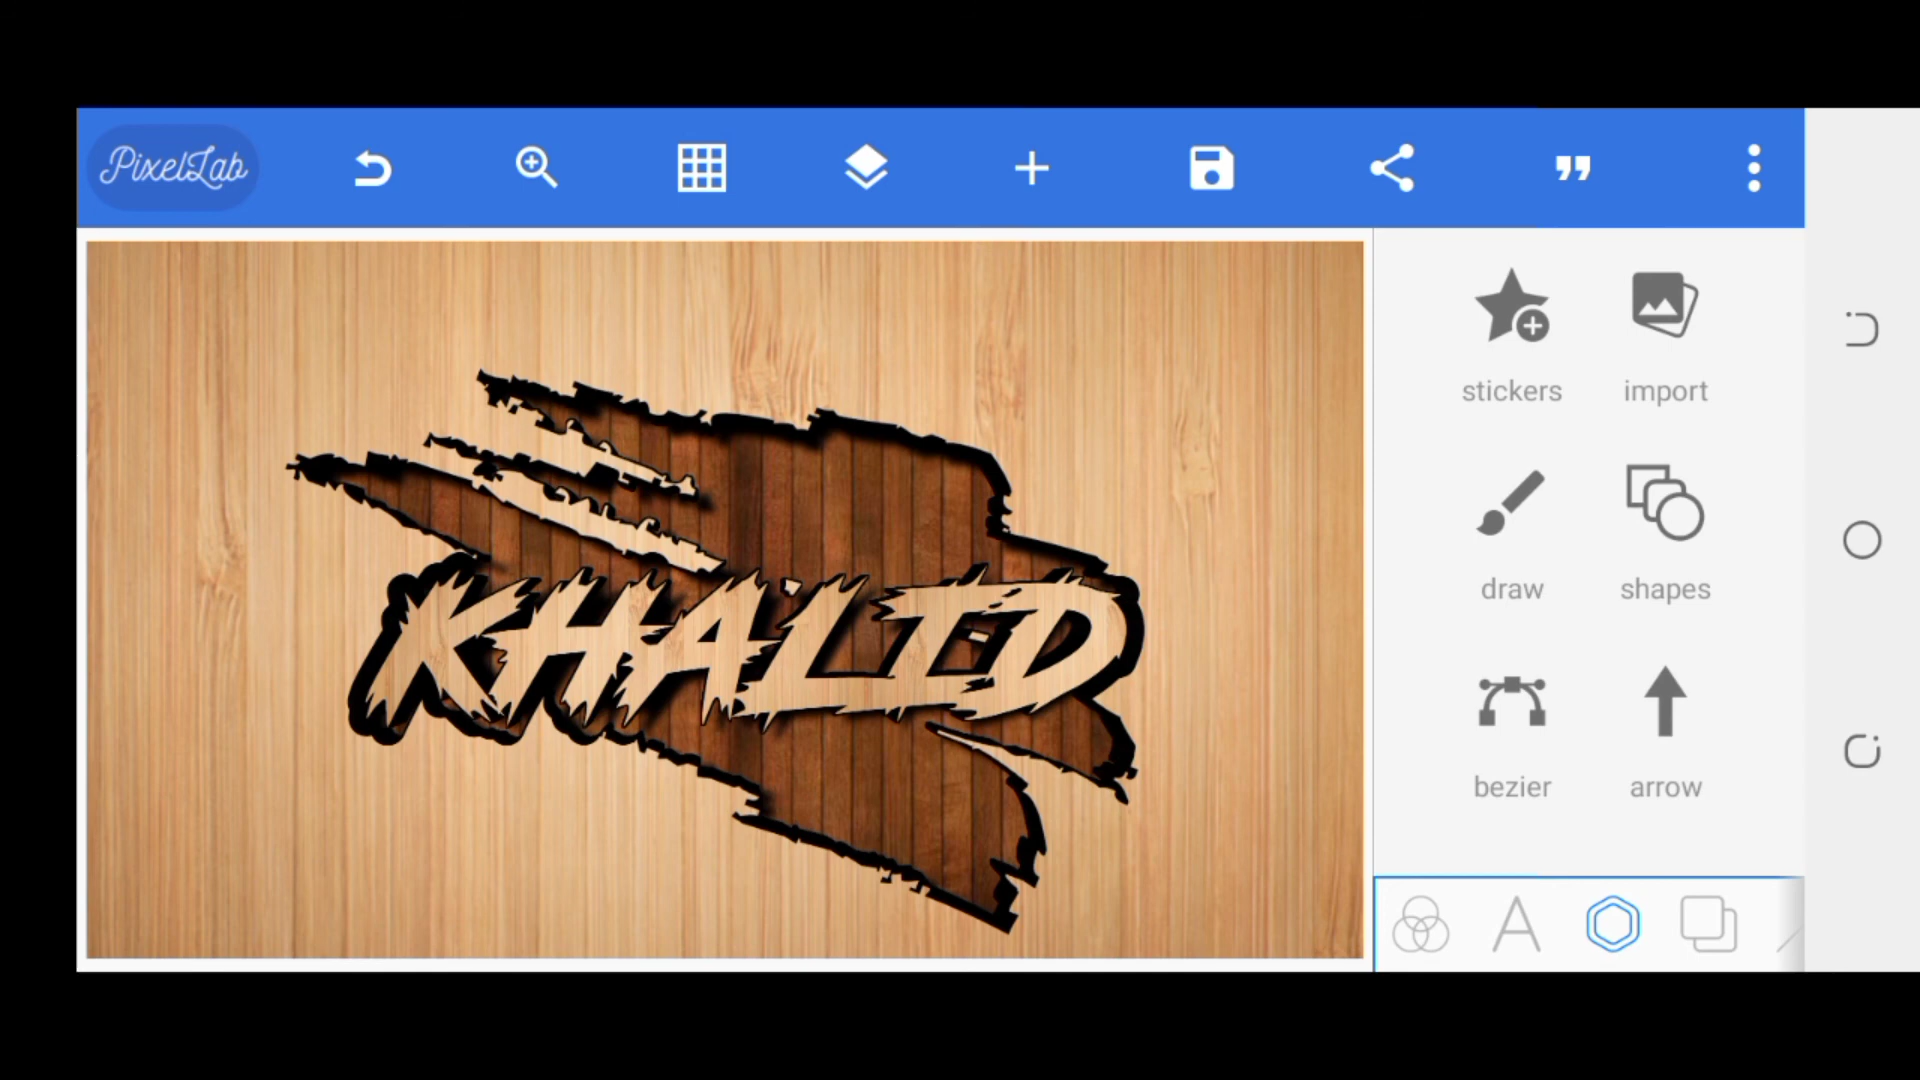 PixelLab
stickers import
KHALID
draw shapes
bezier arrow